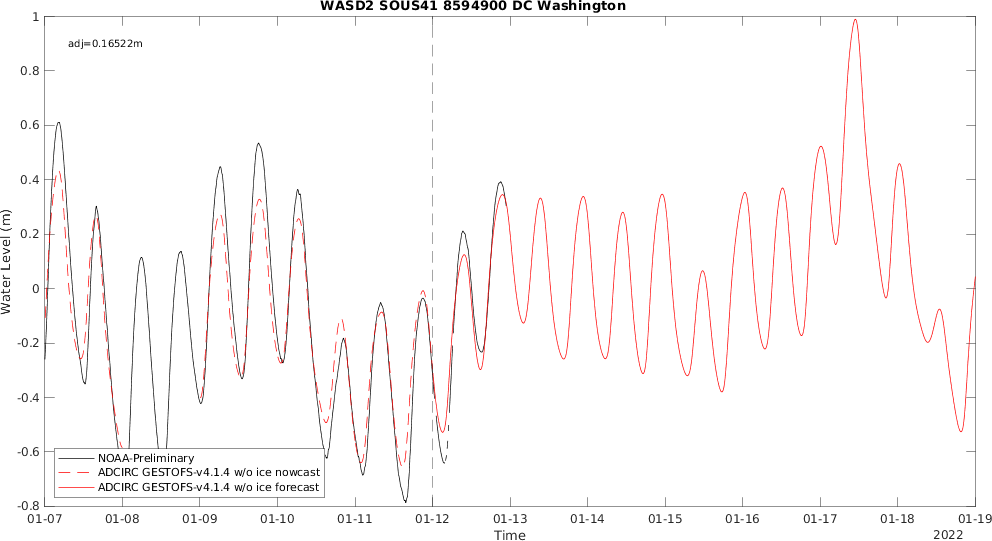 WASD2 SOUS41 8594900 DC Washington
adj=0.16522m
Water Level (m)
1
0.8
0.6
0.4
0.2
0
-0.2
-0.4
-0.6
-0.8
NOAA-Preliminary
ADCIRC GESTOFS-v4.1.4 w/o ice nowcast
ADCIRC GESTOFS-v4.1.4 w/o ice forecast
01-07 01-08 01-09 01-10 01-11 01-12 01-13 01-14 01-15 01-16 01-17 01-18 01-19
Time
2022